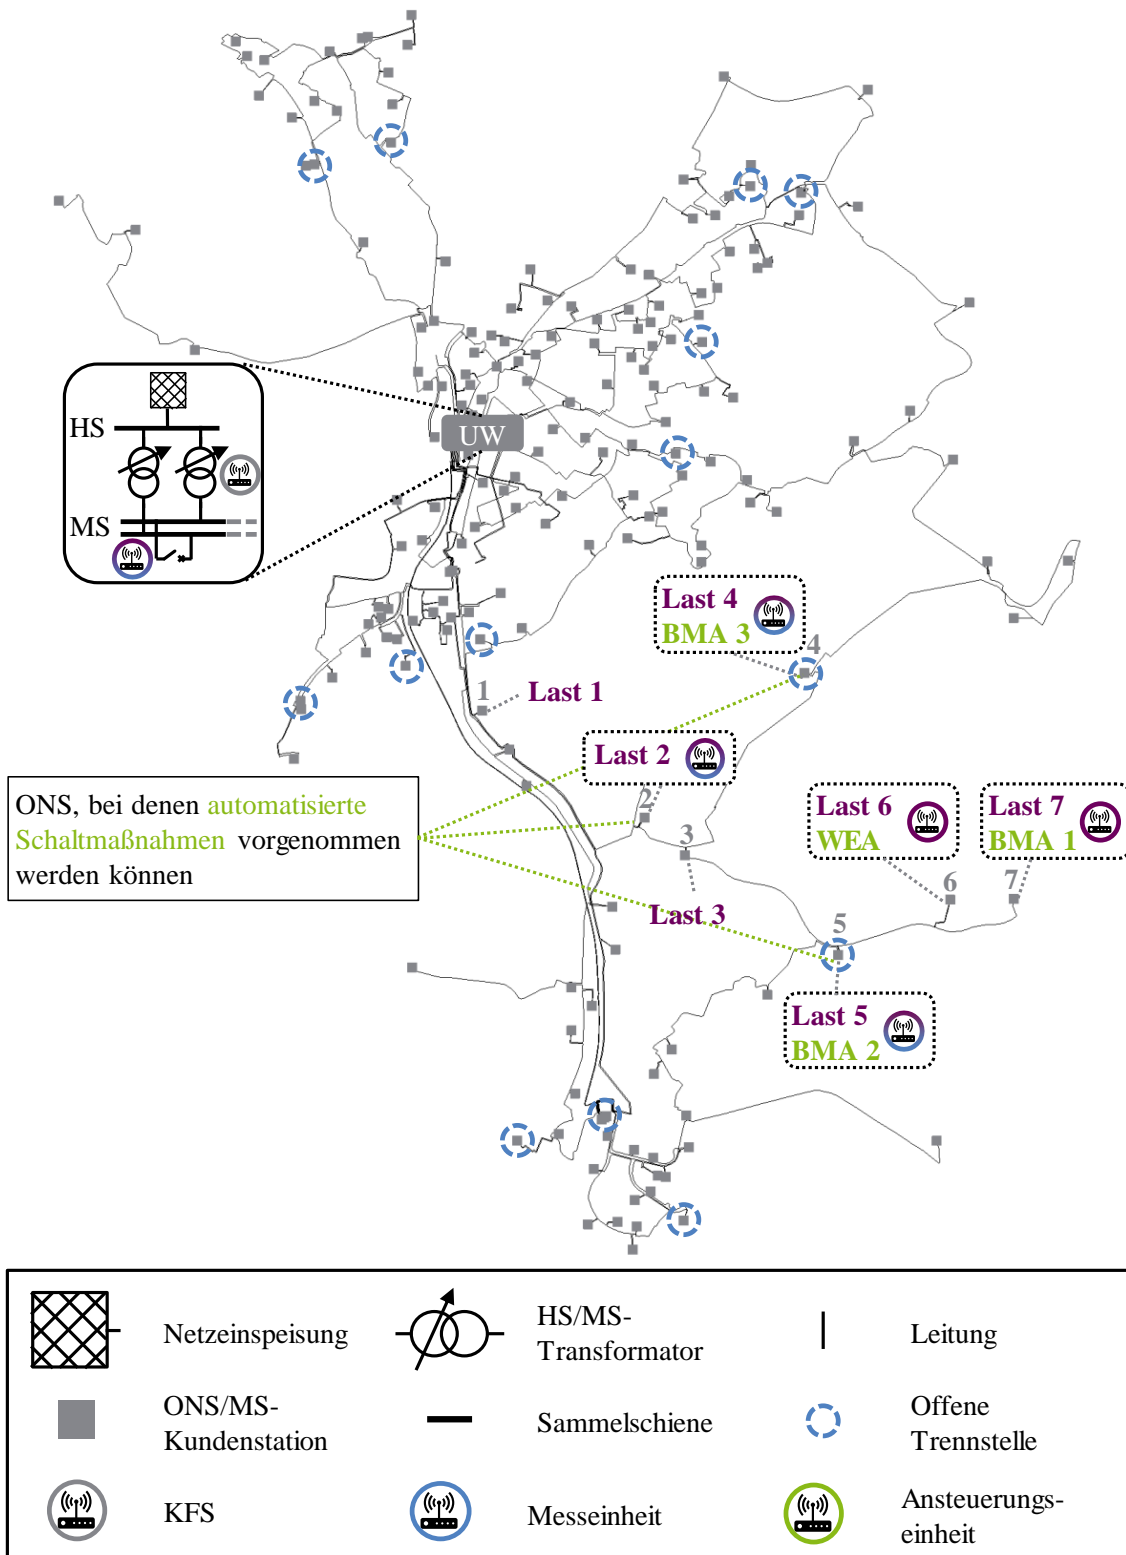 HS
MS
UW
Last 4
BMA 3
4
1
Last 1
Last 2
2
3
Last 3
ONS, bei denen automatisierte
Schaltmaßnahmen vorgenommen
werden können
Last 6
WEA
Last 7
BMA 1
6
7
5
Last 5
BMA 2
Netzeinspeisung
HS/MS-
Transformator
Leitung
ONS/MS-
Kundenstation
Sammelschiene
Offene
Trennstelle
KFS
Messeinheit
Ansteuerungs-
einheit